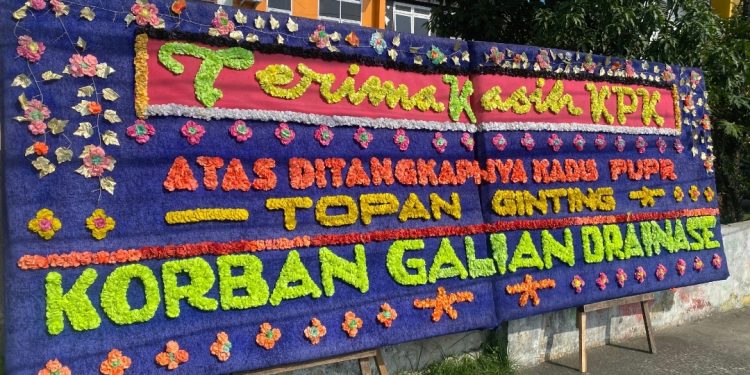 Terima Kasih KPK
ATAS DITANGKAPNYA KADIS PUPR
TOPAN GINTING
KORBAN GALIAN DRAINASE